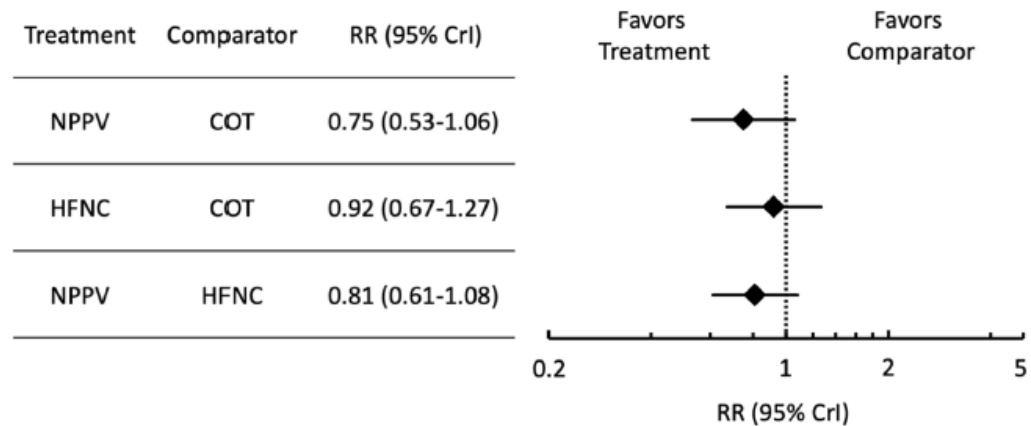 Treatment Comparator RR (95% CrI)
Favors Treatment
Favors Comparator
NPPV COT 0.75 (0.53-1.06)
HFNC COT 0.92 (0.67-1.27)
NPPV HFNC 0.81 (0.61-1.08)
0.2 1 2 5
RR (95% CrI)